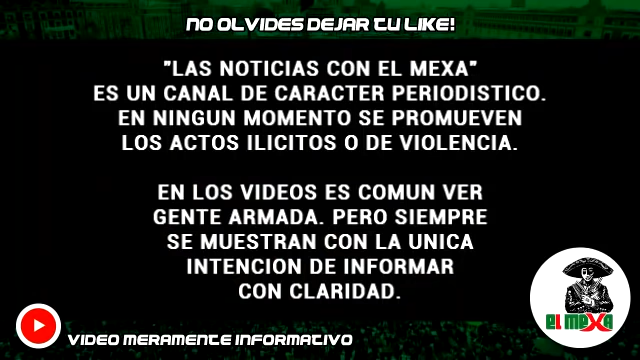 NO OLVIDES DEJAR TU LIKE!
"LAS NOTICIAS CON EL MEXA"
ES UN CANAL DE CARACTER PERIODISTICO.
EN NINGUN MOMENTO SE PROMUEVEN
LOS ACTOS ILICITOS O DE VIOLENCIA.
EN LOS VIDEOS ES COMUN VER
GENTE ARMADA. PERO SIEMPRE
SE MUESTRAN CON LA UNICA
INTENCION DE INFORMAR
CON CLARIDAD.
EL MEXA
VIDEO MERAMENTE INFORMATIVO